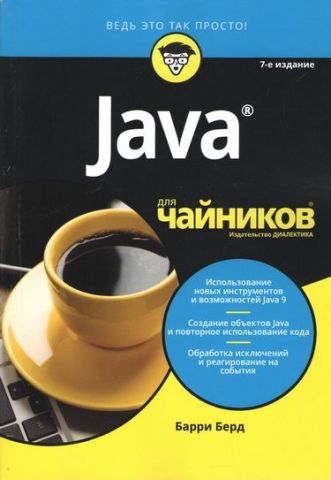 ВЕДЬ ЭТО ТАК ПРОСТО!
7-е издание
Java®
для
чайников®
Издательство ДИАЛЕКТИКА
Использование
новых инструментов
и возможностей Java 9
Создание объектов Java
и повторное использование кода
Обработка исключений
и реагирование на
события
Барри Берд